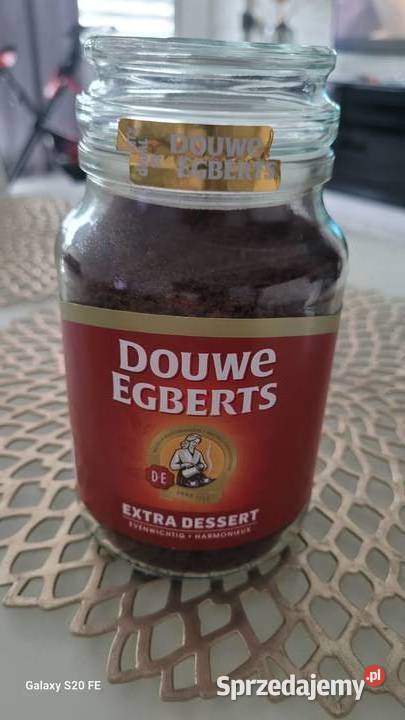 DOUWE
EGBERTS
DOUWE
EGBERTS
D E
EXTRA DESSERT
EVENWICHTIG • HARMONIEUX
Galaxy S20 FE
Sprzedajemy.pl